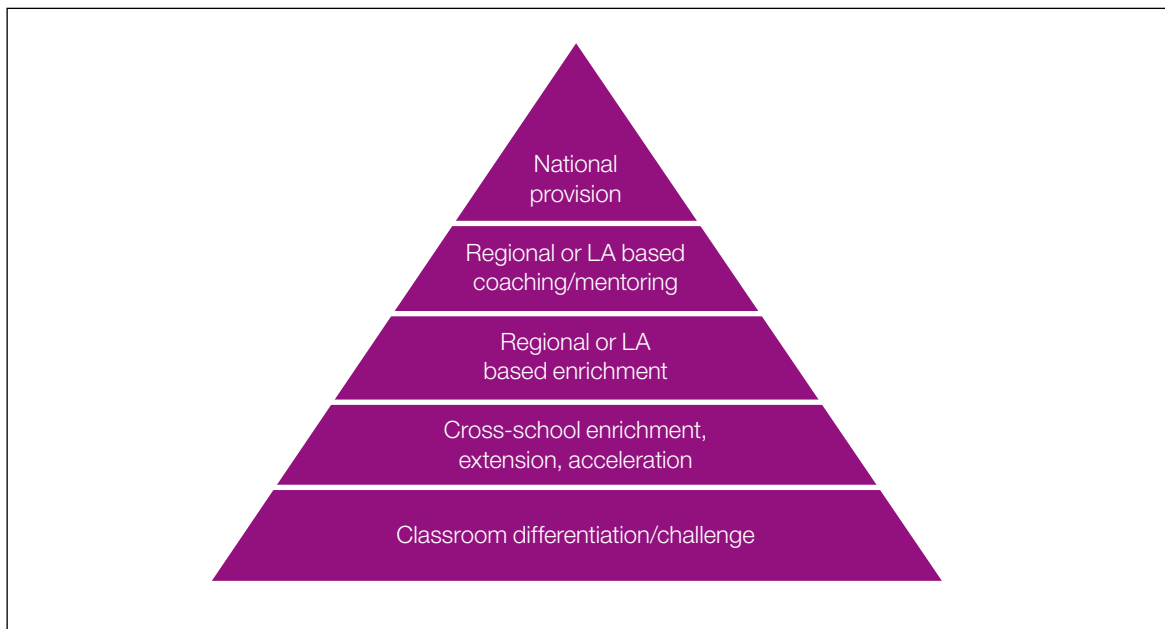 National
provision
Regional or LA based
coaching/mentoring
Regional or LA
based enrichment
Cross-school enrichment,
extension, acceleration
Classroom differentiation/challenge